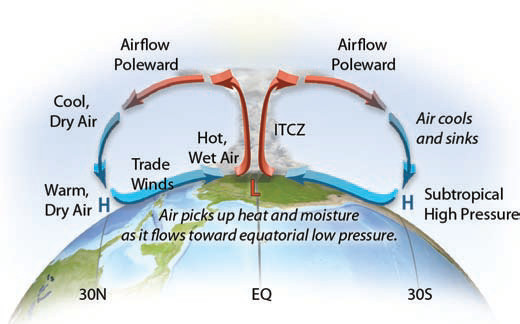 Airflow
Poleward
Airflow
Poleward
Cool,
Dry Air
Air cools
and sinks
Hot,
Wet Air
ITCZ
Trade
Winds
Warm,
Dry Air
H
L
H
Subtropical
High Pressure
Air picks up heat and moisture
as it flows toward equatorial low pressure.
30N
EQ
30S